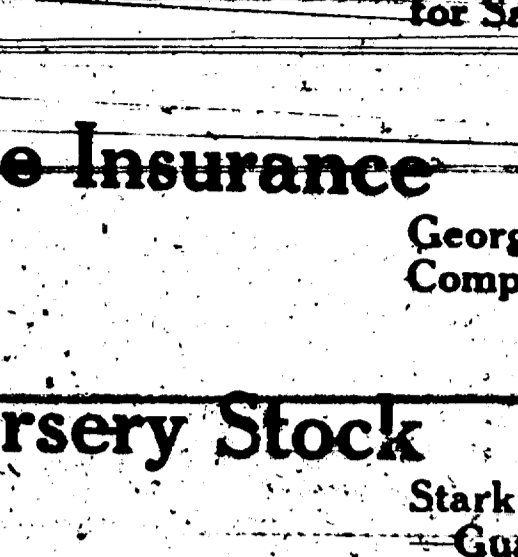 for Sa
e Insurance
Georg
Comp
rsery Stock
Stark
Gu